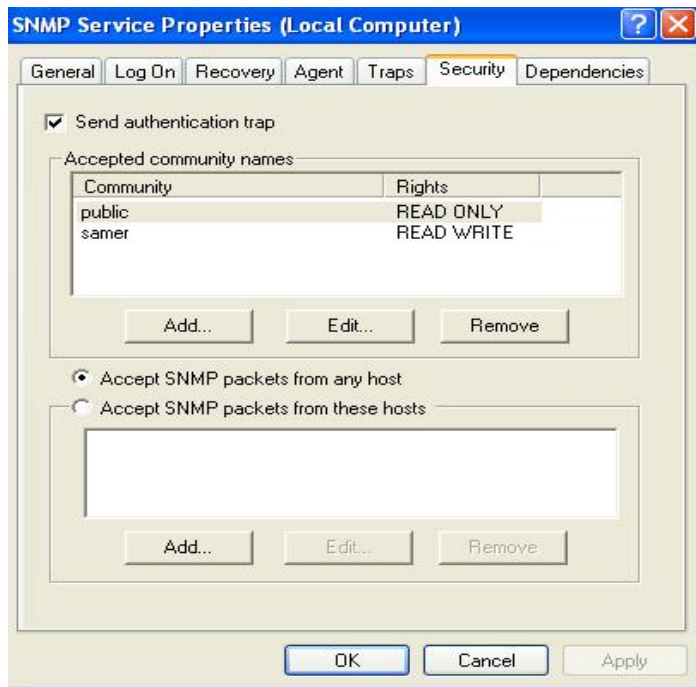 SNMP Service Properties (Local Computer)
General Log On Recovery Agent Traps Security Dependencies
Send authentication trap
Accepted community names
Community Rights
public READ ONLY
samer READ WRITE
Add... Edit... Remove
Accept SNMP packets from any host
Accept SNMP packets from these hosts
Add... Edit... Remove
OK Cancel Apply